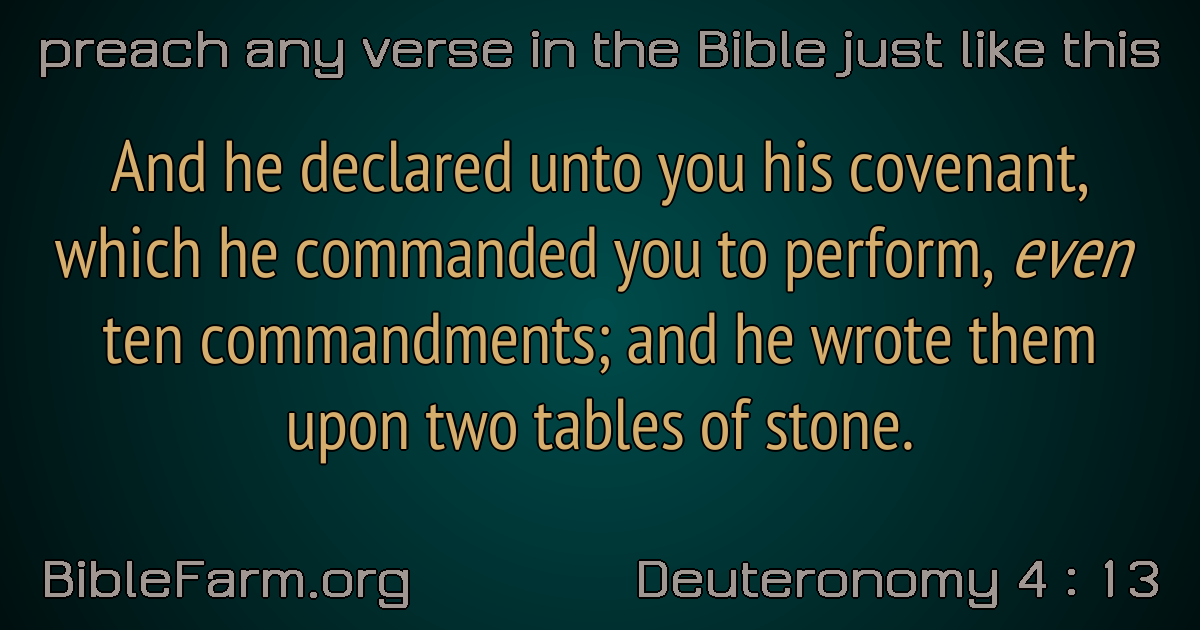 preach any verse in the Bible just like this
And he declared unto you his covenant,
which he commanded you to perform, even
ten commandments; and he wrote them
upon two tables of stone.
BibleFarm.org
Deuteronomy 4 : 13